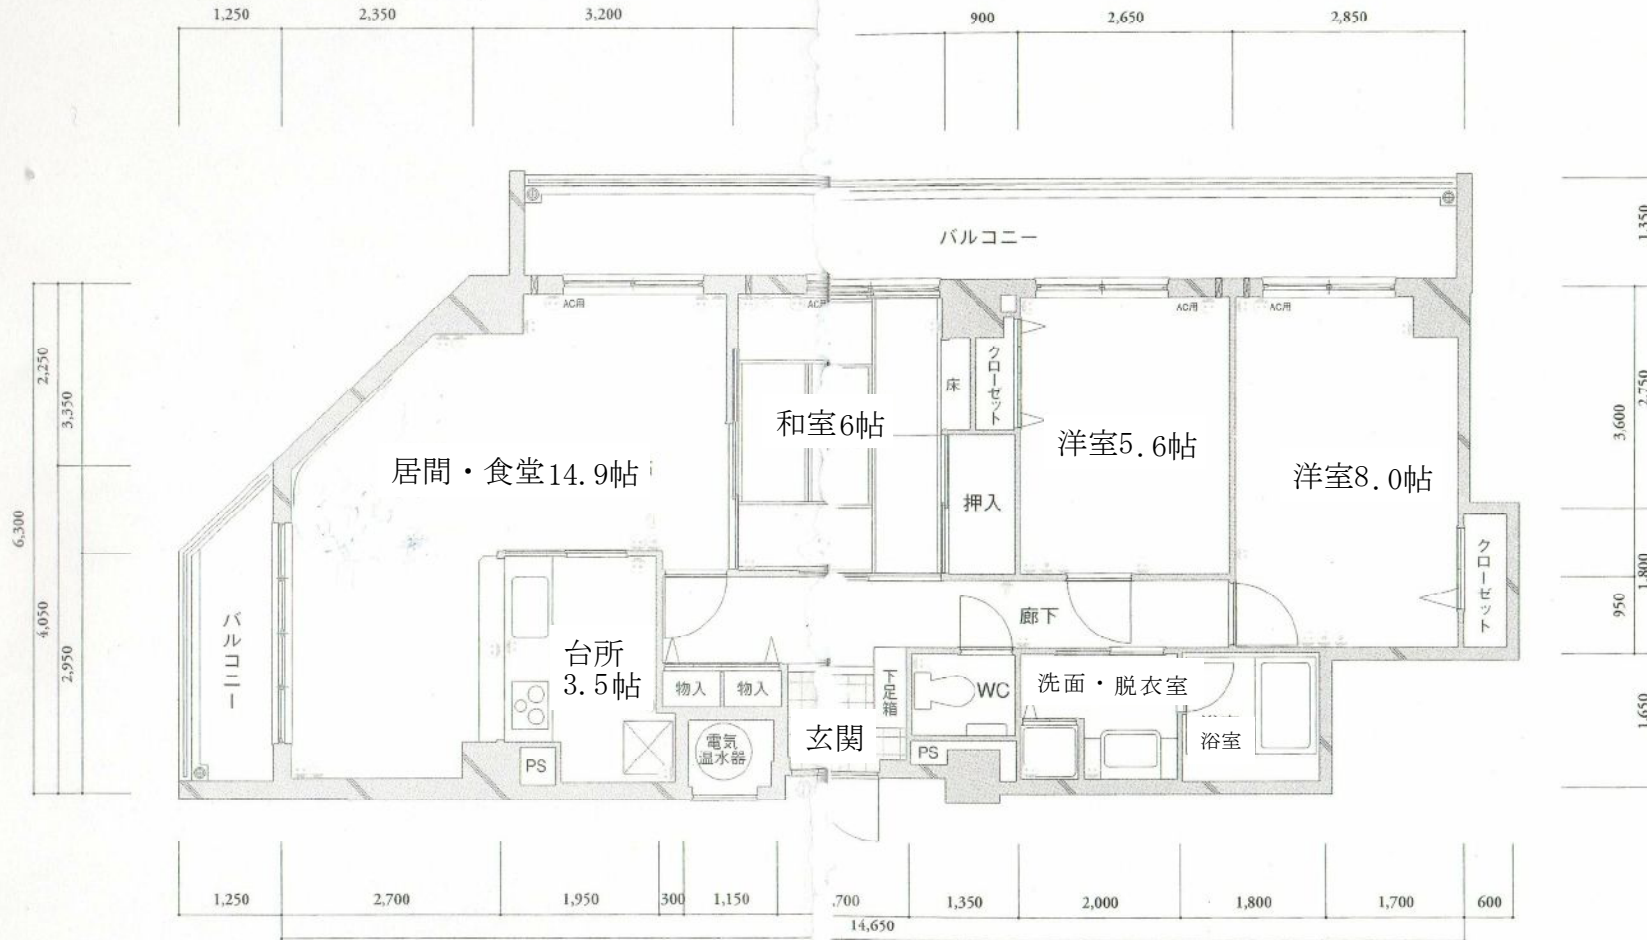 1,250 2,350 3,200 900 2,650 2,850
バルコニー
1,350
AC用 AC用 AC用 AC用
2,250
3,350
6,300
4,050
2,950
クローゼット
床
和室6帖
洋室5.6帖
居間・食堂14.9帖
洋室8.0帖
押入
2,750
3,600
1,800
950
1,650
クローゼット
バルコニー
廊下
台所
3.5帖
物入 物入
下足箱
WC
洗面・脱衣室
玄関
浴室
電気
温水器
PS
PS
1,250 2,700 1,950 300 1,150 .700 1,350 2,000 1,800 1,700 600
14,650